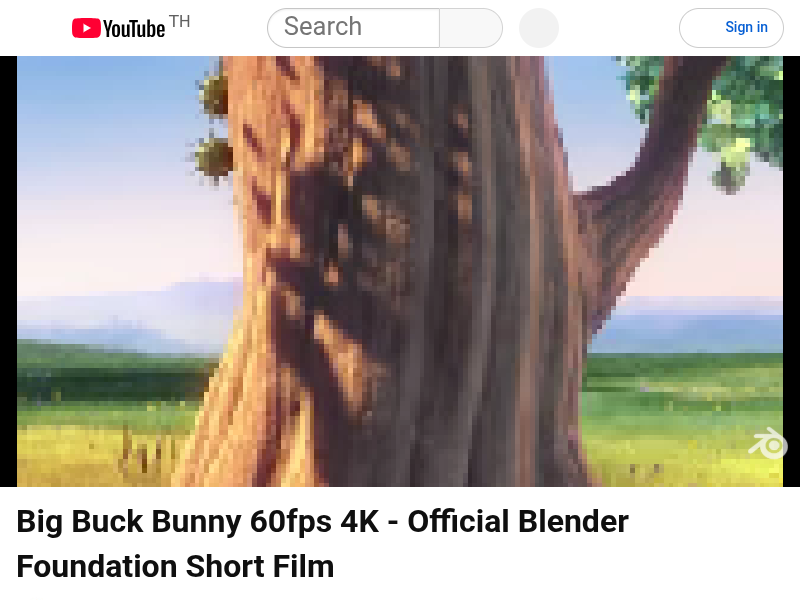 YouTube TH
Search
Sign in
Big Buck Bunny 60fps 4K - Official Blender
Foundation Short Film